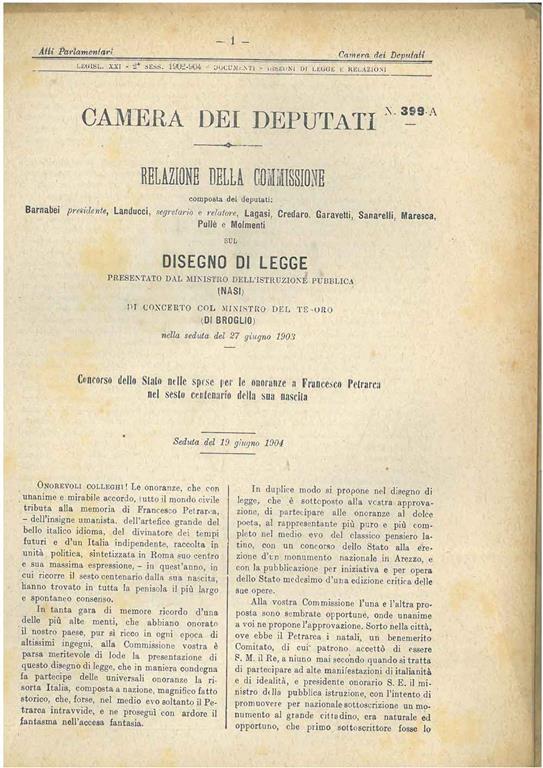 — 1 —
Atti Parlamentari Camera dei Deputati
LEGISL. XXI - 2ª SESS. 1902-904 - DOCUMENTI - DISEGNI DI LEGGE E RELAZIONI
CAMERA DEI DEPUTATI N. 399-A
RELAZIONE DELLA COMMISSIONE
composta dei deputati:
Barnabei presidente, Landucci, segretario e relatore, Lagasi, Credaro, Garavetti, Sanarelli, Maresca,
Pullè e Molmenti
SUL
DISEGNO DI LEGGE
PRESENTATO DAL MINISTRO DELL'ISTRUZIONE PUBBLICA
(NASI)
DI CONCERTO COL MINISTRO DEL TESORO
(DI BROGLIO)
nella seduta del 27 giugno 1903
Concorso dello Stato nelle spese per le onoranze a Francesco Petrarca
nel sesto centenario della sua nascita
Seduta del 19 giugno 1904
ONOREVOLI COLLEGHI! Le onoranze, che con
unanime e mirabile accordo, tutto il mondo civile
tributa alla memoria di Francesco Petrarca,
- dell'insigne umanista. dell'artefice grande del
bello italico idioma, del divinatore dei tempi
futuri e d'un Italia indipendente, raccolta in
unità politica, sintetizzata in Roma suo centro
e sua massima espressione, - in quest'anno, in
cui ricorre il sesto centenario dalla sua nascita,
hanno trovato in tutta la penisola il più largo
e spontaneo consenso.
In tanta gara di memore ricordo d'una
delle più alte menti, che abbiano onorato
il nostro paese, pur sì ricco in ogni epoca di
altissimi ingegni, alla Commissione vostra è
parsa meritevole di lode la presentazione di
questo disegno di legge, che in maniera condegna
fa partecipe delle universali onoranze la ri-
sorta Italia, composta a nazione, magnifico fatto
storico, che, forse, nel medio evo soltanto il Pe-
trarca intravvide, e ne proseguì con ardore il
fantasma nell'accesa fantasia.
In duplice modo si propone nel disegno di
legge, che è sottoposto alla vostra approva-
zione, di partecipare alle onoranze al dolce
poeta, al rappresentante più puro e più com-
pleto nel medio evo del classico pensiero la-
tino, con un concorso dello Stato alla ere-
zione d'un monumento nazionale in Arezzo, e
con la pubblicazione per iniziativa e per opera
dello Stato medesimo d'una edizione critica delle
sue opere.
Alla vostra Commissione l'una e l'altra pro-
posta sono sembrate opportune, onde unanime
a voi ne propone l'approvazione. Sorto nella città,
ove ebbe il Petrarca i natali, un benemerito
Comitato, di cui patrono accettò di essere
S. M. il Re, a niuno mai secondo quando si tratta
di partecipare ad alte manifestazioni di italianità
e di idealità, e presidente onorario S. E. il mi-
nistro della pubblica istruzione, con l'intento di
promuovere per nazionale sottoscrizione un mo-
numento al grande cittadino, era naturale ed
opportuno, che primo sottoscrittore fosse lo